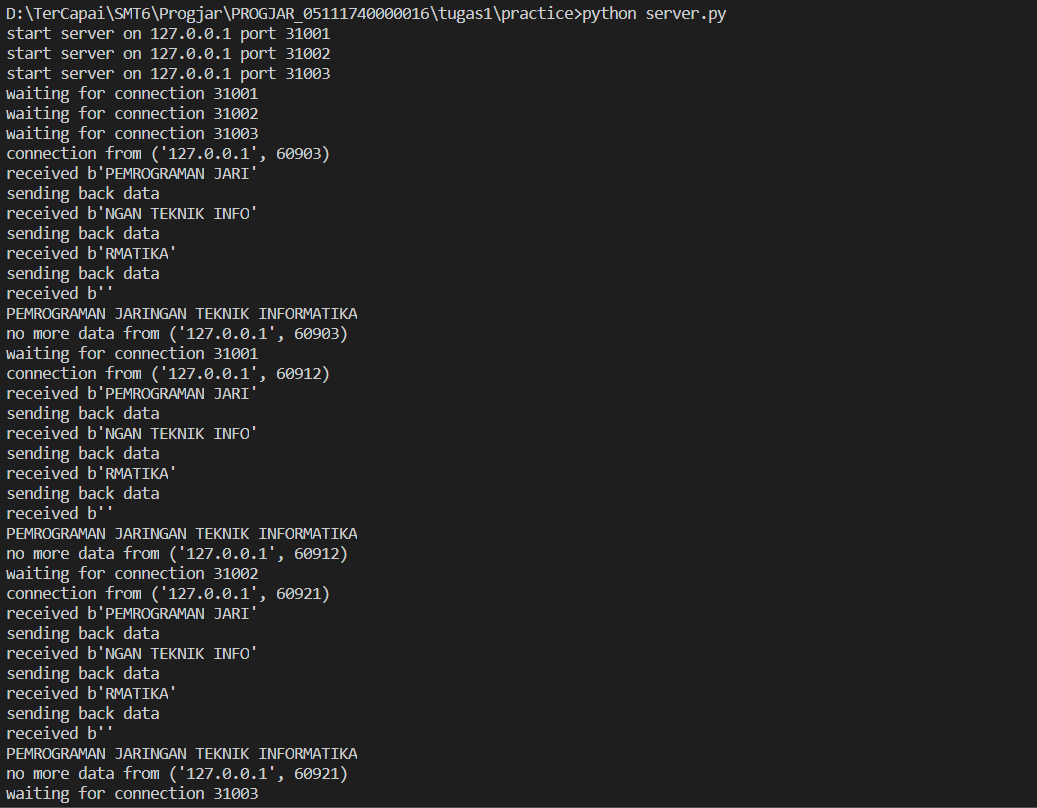 D:\TerCapai\SMT6\Progjar\PROGJAR_05111740000016\tugas1\practice>python server.py
start server on 127.0.0.1 port 31001
start server on 127.0.0.1 port 31002
start server on 127.0.0.1 port 31003
waiting for connection 31001
waiting for connection 31002
waiting for connection 31003
connection from ('127.0.0.1', 60903)
received b'PEMROGRAMAN JARI'
sending back data
received b'NGAN TEKNIK INFO'
sending back data
received b'RMATIKA'
sending back data
received b''
PEMROGRAMAN JARINGAN TEKNIK INFORMATIKA
no more data from ('127.0.0.1', 60903)
waiting for connection 31001
connection from ('127.0.0.1', 60912)
received b'PEMROGRAMAN JARI'
sending back data
received b'NGAN TEKNIK INFO'
sending back data
received b'RMATIKA'
sending back data
received b''
PEMROGRAMAN JARINGAN TEKNIK INFORMATIKA
no more data from ('127.0.0.1', 60912)
waiting for connection 31002
connection from ('127.0.0.1', 60921)
received b'PEMROGRAMAN JARI'
sending back data
received b'NGAN TEKNIK INFO'
sending back data
received b'RMATIKA'
sending back data
received b''
PEMROGRAMAN JARINGAN TEKNIK INFORMATIKA
no more data from ('127.0.0.1', 60921)
waiting for connection 31003